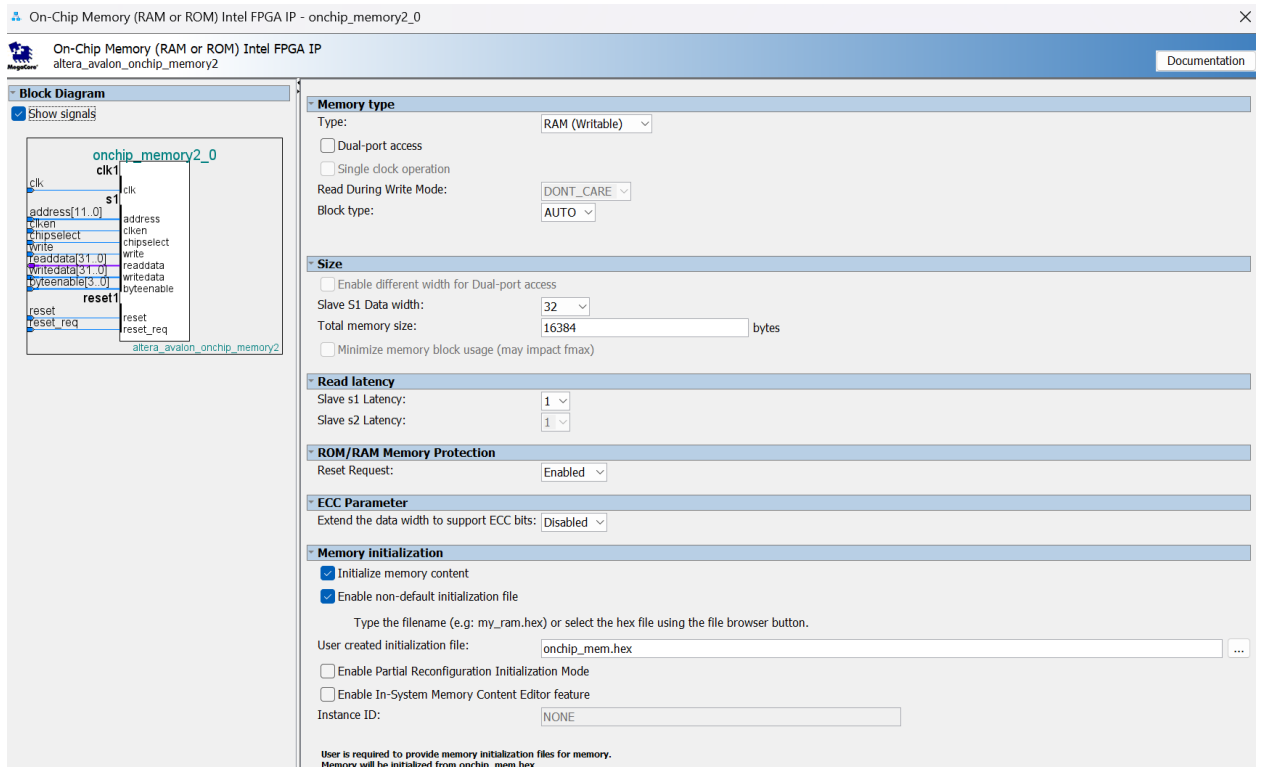 On-Chip Memory (RAM or ROM) Intel FPGA IP - onchip_memory2_0
MegaCore'
On-Chip Memory (RAM or ROM) Intel FPGA IP
altera_avalon_onchip_memory2
Documentation
Block Diagram
Show signals
onchip_memory2_0
clk1
clk
clk
s1
address[11..0]
address
clken
clken
chipselect
chipselect
write
write
readdata[31..0]
readdata
writedata[31..0]
writedata
byteenable[3..0]
byteenable
reset1
reset
reset
reset_req
reset_req
altera_avalon_onchip_memory2
Memory type
Type: RAM (Writable)
Dual-port access
Single clock operation
Read During Write Mode: DONT_CARE
Block type: AUTO
Size
Enable different width for Dual-port access
Slave S1 Data width: 32
Total memory size: 16384 bytes
Minimize memory block usage (may impact fmax)
Read latency
Slave s1 Latency: 1
Slave s2 Latency: 1
ROM/RAM Memory Protection
Reset Request: Enabled
ECC Parameter
Extend the data width to support ECC bits: Disabled
Memory initialization
Initialize memory content
Enable non-default initialization file
Type the filename (e.g: my_ram.hex) or select the hex file using the file browser button.
User created initialization file: onchip_mem.hex ...
Enable Partial Reconfiguration Initialization Mode
Enable In-System Memory Content Editor feature
Instance ID: NONE
User is required to provide memory initialization files for memory.
Memory will be initialized from onchip_mem.hex